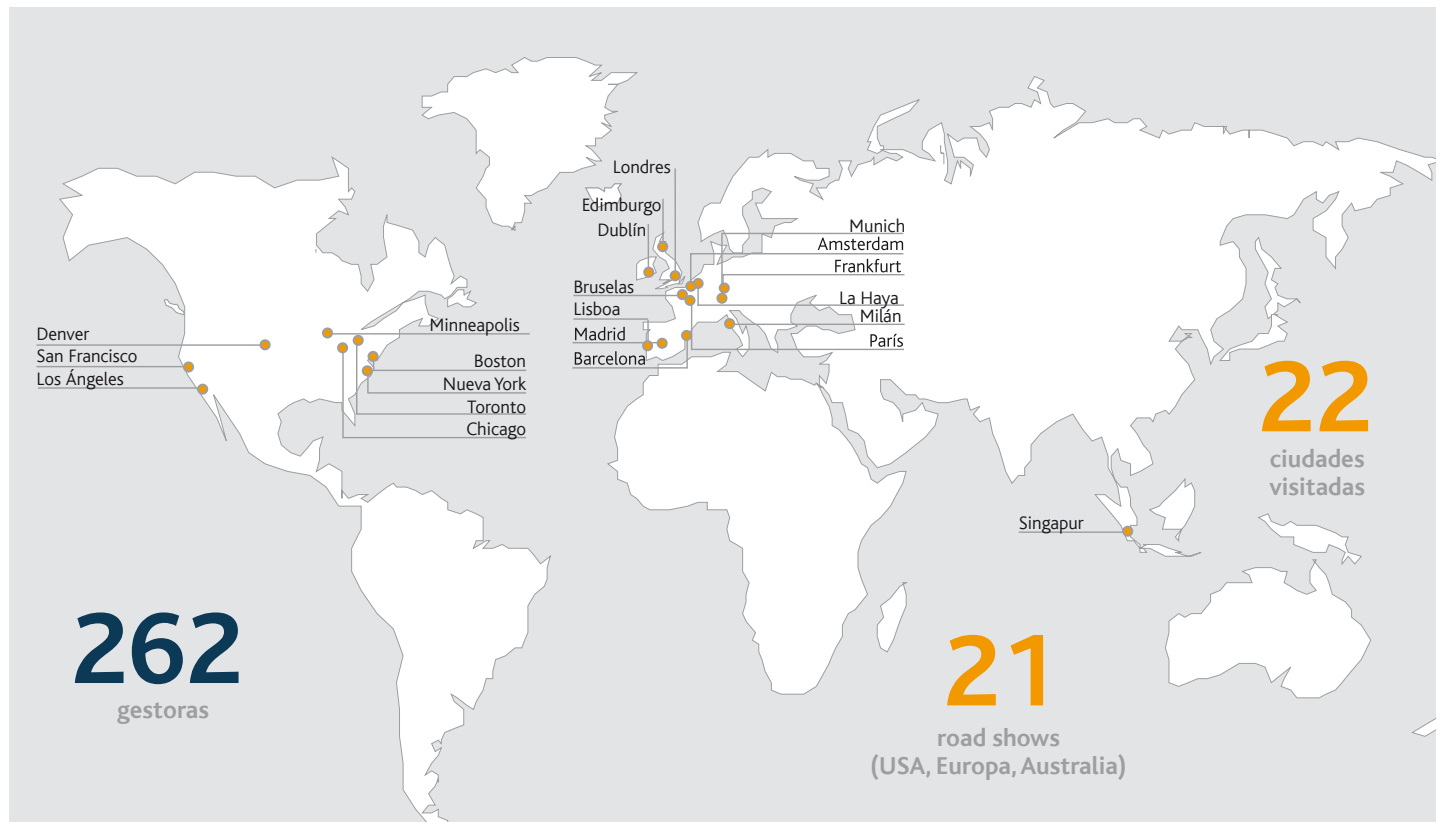 Londres
Edimburgo
Dublín
Munich
Amsterdam
Frankfurt
Bruselas
La Haya
Lisboa
Milán
Madrid
París
Barcelona
Denver
Minneapolis
San Francisco
Boston
Los Ángeles
Nueva York
Toronto
Chicago
22
ciudades
visitadas
Singapur
262
gestoras
21
road shows
(USA, Europa, Australia)